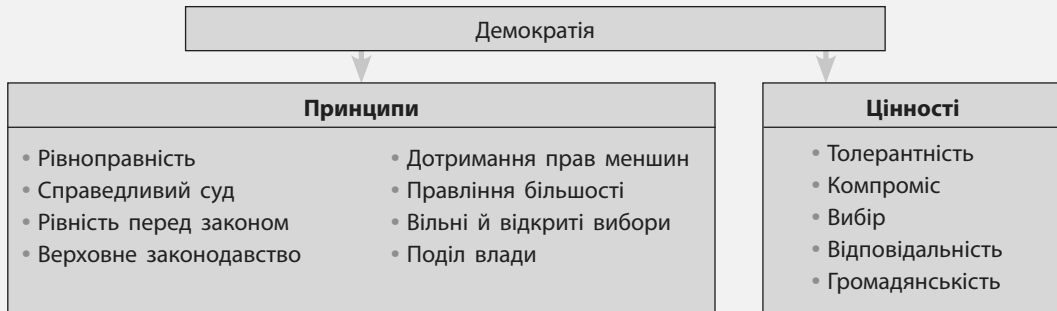 Демократія
Принципи
• Рівноправність
• Справедливий суд
• Рівність перед законом
• Верховне законодавство
• Дотримання прав меншин
• Правління більшості
• Вільні й відкриті вибори
• Поділ влади
Цінності
• Толерантність
• Компроміс
• Вибір
• Відповідальність
• Громадянськість